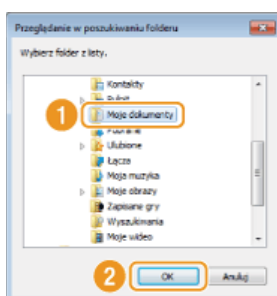 Przeglądanie w poszukiwaniu folderu
Wybierz folder z listy.
Kontakty
1
Moje dokumenty
Pobrane
Ulubione
Łącza
Moja muzyka
Moje obrazy
Zapisane gry
Wyszukiwania
Moje wideo
2
OK
Anuluj